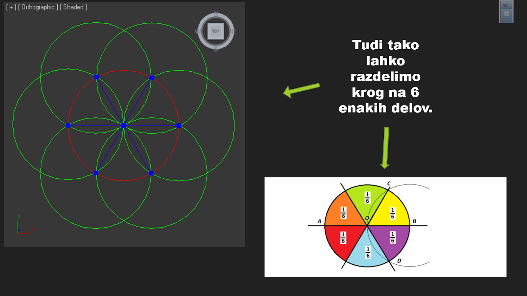 [ + ] [ Orthographic ] [ Shaded ]
Tudi tako
lahko
razdelimo
krog na 6
enakih delov.
C
1/6
1/6 1/6
A O B
1/6 1/6
1/6
D